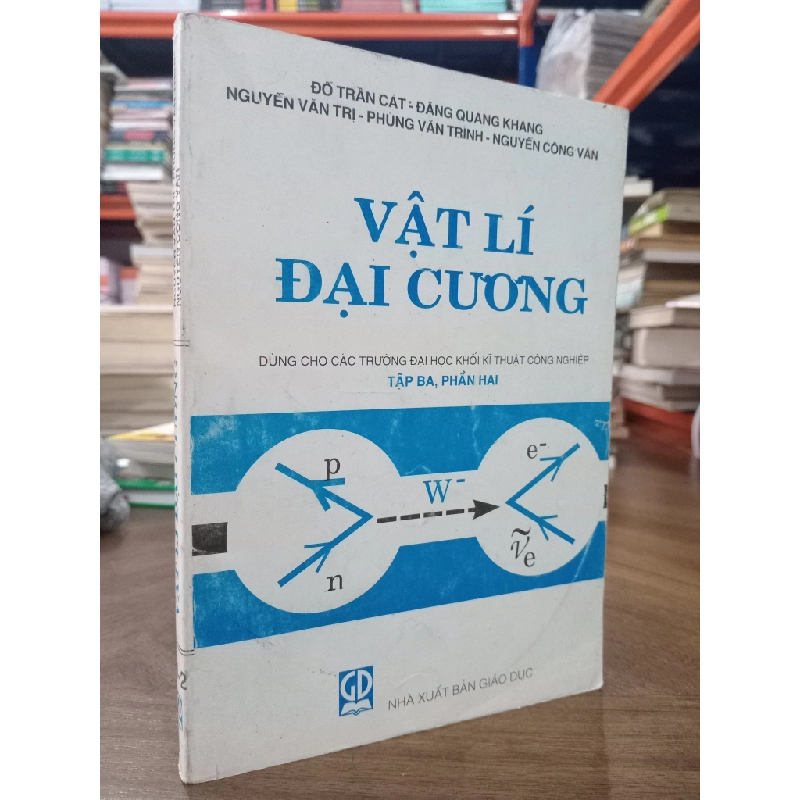 ĐỖ TRẦN CÁT - ĐẶNG QUANG KHANG
NGUYỄN VĂN TRỊ - PHÙNG VĂN TRÌNH - NGUYỄN CÔNG VÂN
VẬT LÍ
ĐẠI CƯƠNG
DÙNG CHO CÁC TRƯỜNG ĐẠI HỌC KHỐI KĨ THUẬT CÔNG NGHIỆP
TẬP BA, PHẦN HAI
p
e⁻
W⁻
n
ν̃e
GD
NHÀ XUẤT BẢN GIÁO DỤC